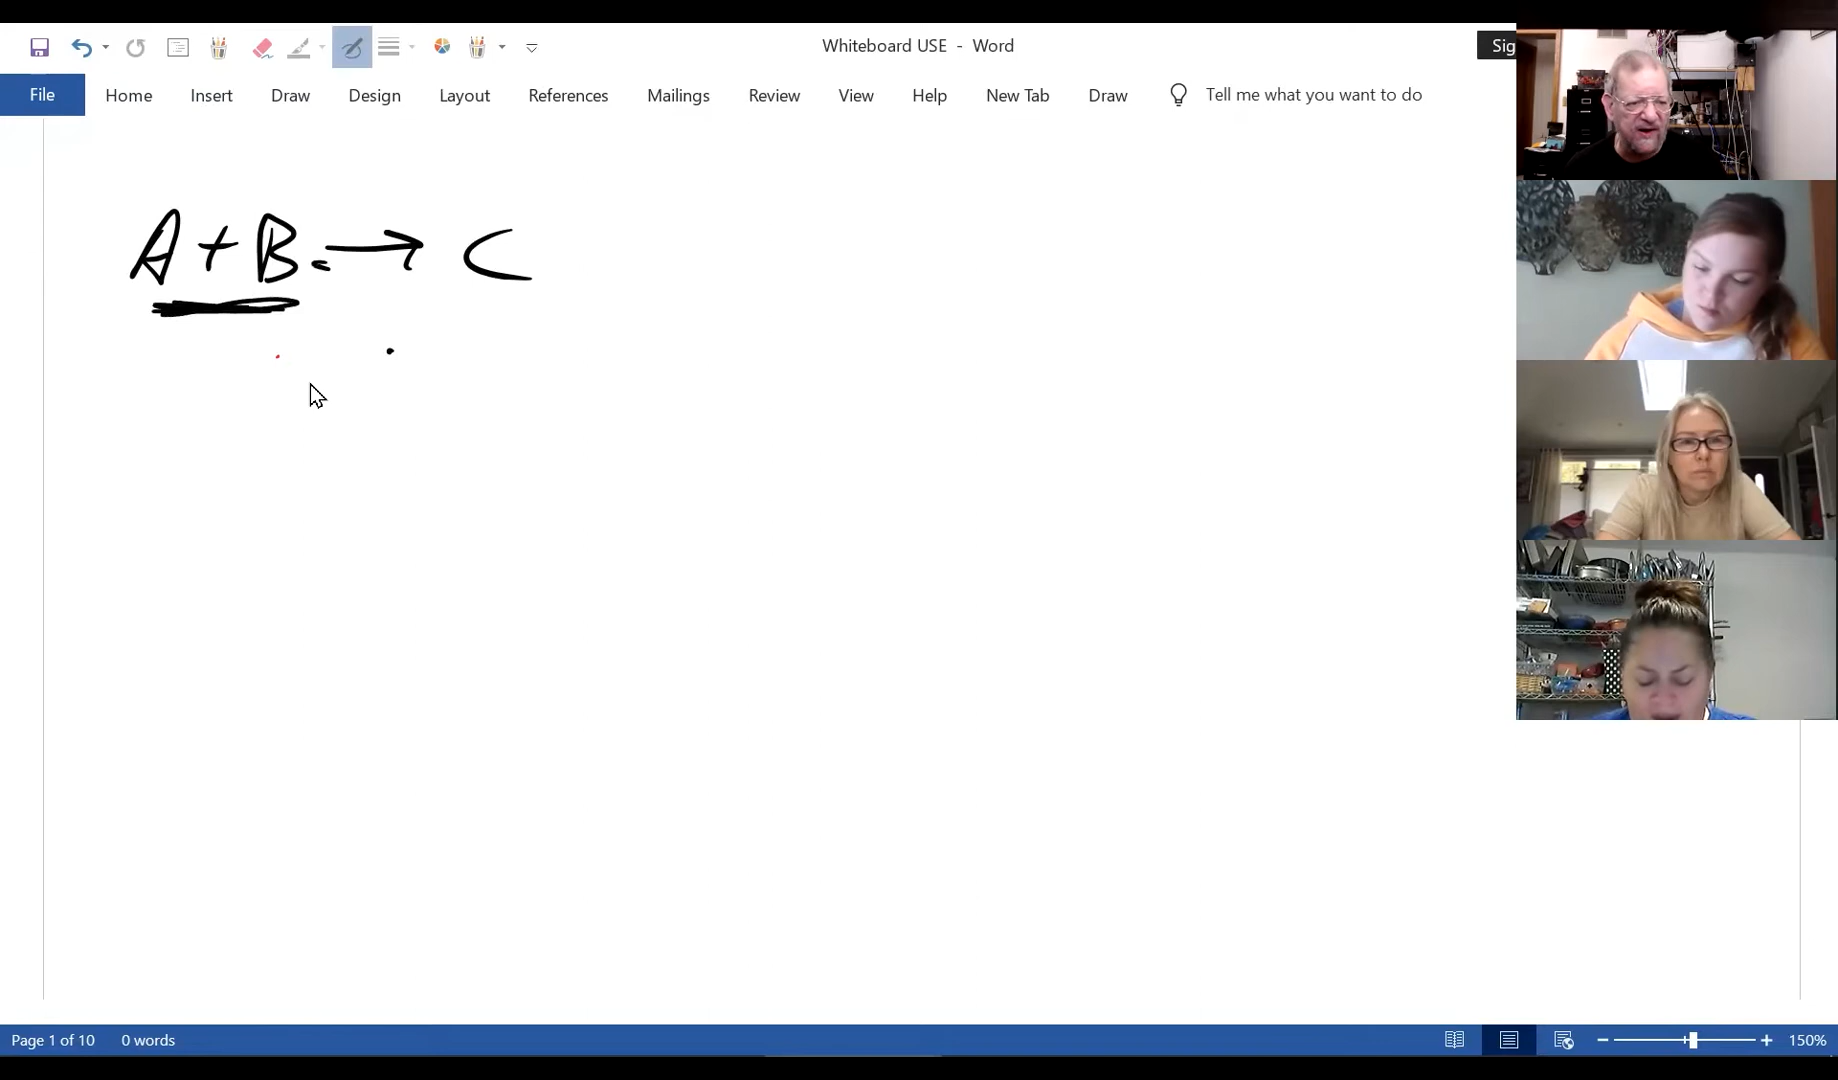 Whiteboard USE - Word
Sig
File Home Insert Draw Design Layout References Mailings Review View Help New Tab Draw Tell me what you want to do
A + B → C
Page 1 of 10 0 words 150%